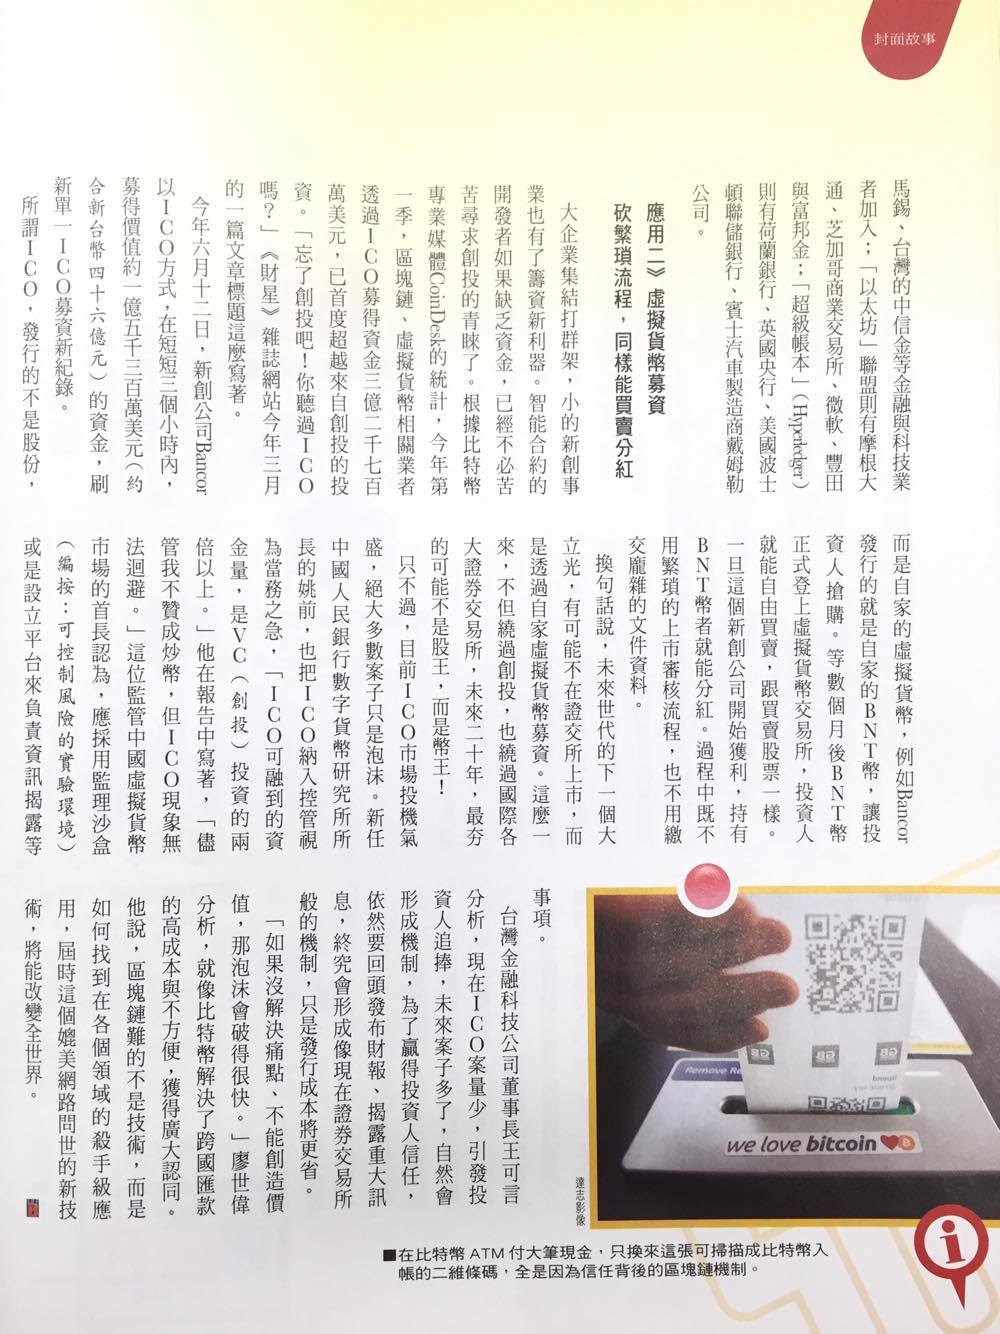 封面故事
馬錫、台灣的中信金等金融與科技業
者加入；「以太坊」聯盟則有摩根大
通、芝加哥商業交易所、微軟、豐田
與富邦金；「超級帳本」（Hyperledger）
則有荷蘭銀行、英國央行、美國波士
頓聯儲銀行、賓士汽車製造商戴姆勒
公司。
應用二》虛擬貨幣募資
砍繁瑣流程，同樣能買賣分紅
大企業集結打群架，小的新創事
業也有了籌資新利器。智能合約的
開發者如果缺乏資金，已經不必苦
苦尋求創投的青睞了。根據比特幣
專業媒體CoinDesk的統計，今年第
一季，區塊鏈、虛擬貨幣相關業者
透過ICO募得資金三億二千七百
萬美元，已首度超越來自創投的投
資。「忘了創投吧！你聽過ICO
嗎？」《財星》雜誌網站今年三月
的一篇文章標題這麼寫著。
今年六月十二日，新創公司Bancor
以ICO方式，在短短三個小時內，
募得價值約一億五千三百萬美元（約
合新台幣四十六億元）的資金，刷
新單一ICO募資新紀錄。
所謂ICO，發行的不是股份，
而是自家的虛擬貨幣，例如Bancor
發行的就是自家的BNT幣，讓投
資人搶購。等數個月後BNT幣
正式登上虛擬貨幣交易所，投資人
就能自由買賣，跟買賣股票一樣。
一旦這個新創公司開始獲利，持有
BNT幣者就能分紅。過程中既不
用繁瑣的上市審核流程，也不用繳
交龐雜的文件資料。
換句話說，未來世代的下一個大
立光，有可能不在證交所上市，而
是透過自家虛擬貨幣募資。這麼一
來，不但繞過創投，也繞過國際各
大證券交易所，未來二十年，最夯
的可能不是股王，而是幣王！
只不過，目前ICO市場投機氣
盛，絕大多數案子只是泡沫。新任
中國人民銀行數字貨幣研究所所
長的姚前，也把ICO納入控管視
為當務之急，「ICO可融到的資
金量，是VC（創投）投資的兩
倍以上。」他在報告中寫著，「儘
管我不贊成炒幣，但ICO現象無
法迴避。」這位監管中國虛擬貨幣
市場的首長認為，應採用監理沙盒
（編按：可控制風險的實驗環境）
或是設立平台來負責資訊揭露等
事項。
台灣金融科技公司董事長王可言
分析，現在ICO案量少，引發投
資人追捧，未來案子多了，自然會
形成機制，為了贏得投資人信任，
依然要回頭發布財報、揭露重大訊
息，終究會形成像現在證券交易所
般的機制，只是發行成本將更省。
「如果沒解決痛點、不能創造價
值，那泡沫會破得很快。」廖世偉
分析，就像比特幣解決了跨國匯款
的高成本與不方便，獲得廣大認同。
他說，區塊鏈難的不是技術，而是
如何找到在各個領域的殺手級應
用，屆時這個媲美網路問世的新技
術，將能改變全世界。
Remove Re
we love bitcoin
達志影像
■在比特幣ATM付大筆現金，只換來這張可掃描成比特幣入
帳的二維條碼，全是因為信任背後的區塊鏈機制。